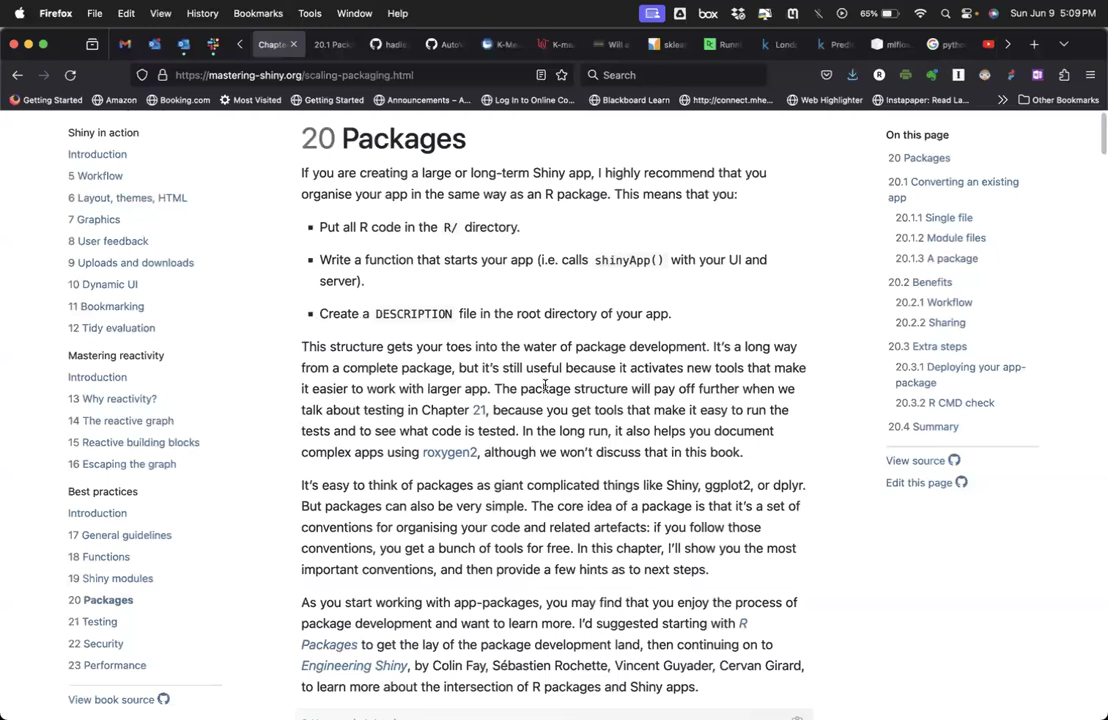 Firefox File Edit View History Bookmarks Tools Window Help
box
65%
Sun Jun 9 5:09 PM
Chapte
20.1 Pack
hadle
Auto
K-Me
K-mu
Will a
sklea
Runn
Lond
Pred
mlflow
python
https://mastering-shiny.org/scaling-packaging.html
Search
Getting Started
Amazon
Booking.com
Most Visited
Getting Started
Announcements – A...
Log In to Online Co...
Blackboard Learn
http://connect.mhe...
Web Highlighter
Instapaper: Read La...
Other Bookmarks
Shiny in action
Introduction
5 Workflow
6 Layout, themes, HTML
7 Graphics
8 User feedback
9 Uploads and downloads
10 Dynamic UI
11 Bookmarking
12 Tidy evaluation
Mastering reactivity
Introduction
13 Why reactivity?
14 The reactive graph
15 Reactive building blocks
16 Escaping the graph
Best practices
Introduction
17 General guidelines
18 Functions
19 Shiny modules
20 Packages
21 Testing
22 Security
23 Performance
View book source
20 Packages
If you are creating a large or long-term Shiny app, I highly recommend that you
organise your app in the same way as an R package. This means that you:
▪ Put all R code in the R/ directory.
▪ Write a function that starts your app (i.e. calls shinyApp() with your UI and
server).
▪ Create a DESCRIPTION file in the root directory of your app.
This structure gets your toes into the water of package development. It's a long way
from a complete package, but it's still useful because it activates new tools that make
it easier to work with larger app. The package structure will pay off further when we
talk about testing in Chapter 21, because you get tools that make it easy to run the
tests and to see what code is tested. In the long run, it also helps you document
complex apps using roxygen2, although we won't discuss that in this book.
It's easy to think of packages as giant complicated things like Shiny, ggplot2, or dplyr.
But packages can also be very simple. The core idea of a package is that it's a set of
conventions for organising your code and related artefacts: if you follow those
conventions, you get a bunch of tools for free. In this chapter, I'll show you the most
important conventions, and then provide a few hints as to next steps.
As you start working with app-packages, you may find that you enjoy the process of
package development and want to learn more. I'd suggested starting with R
Packages to get the lay of the package development land, then continuing on to
Engineering Shiny, by Colin Fay, Sébastien Rochette, Vincent Guyader, Cervan Girard,
to learn more about the intersection of R packages and Shiny apps.
On this page
20 Packages
20.1 Converting an existing
app
20.1.1 Single file
20.1.2 Module files
20.1.3 A package
20.2 Benefits
20.2.1 Workflow
20.2.2 Sharing
20.3 Extra steps
20.3.1 Deploying your app-
package
20.3.2 R CMD check
20.4 Summary
View source
Edit this page